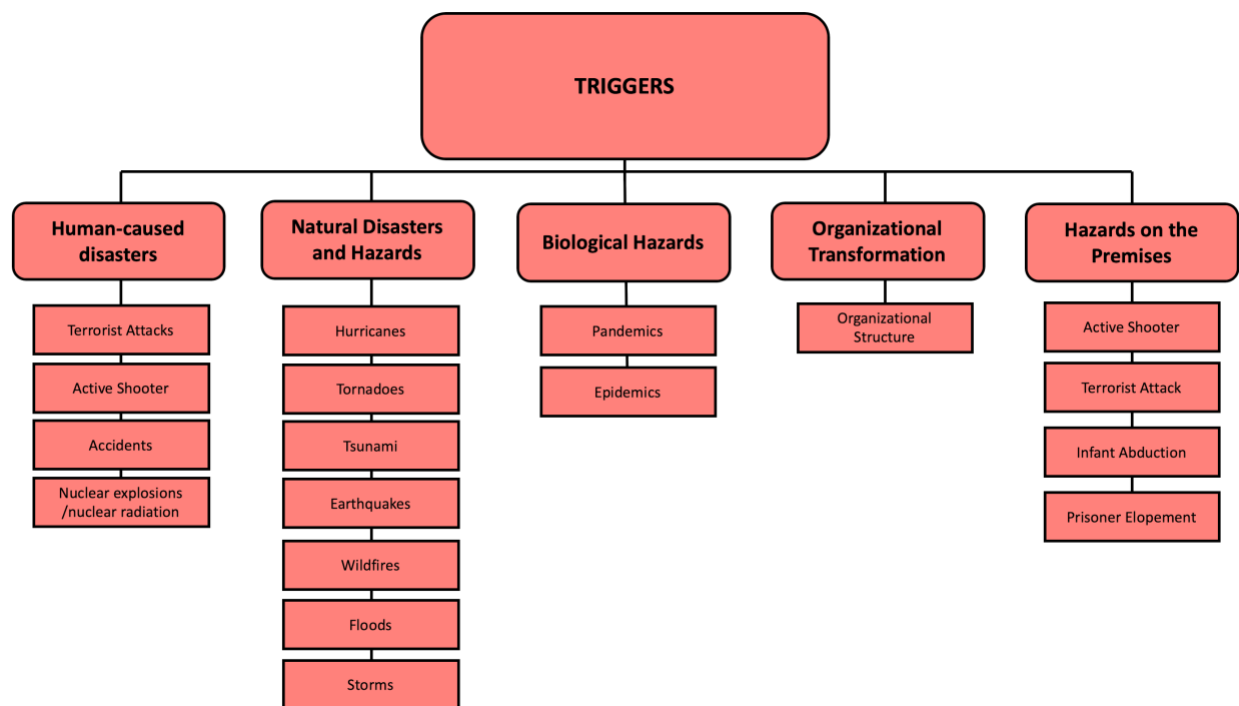 TRIGGERS
Human-caused
disasters
Terrorist Attacks
Active Shooter
Accidents
Nuclear explosions
/nuclear radiation
Natural Disasters
and Hazards
Hurricanes
Tornadoes
Tsunami
Earthquakes
Wildfires
Floods
Storms
Biological Hazards
Pandemics
Epidemics
Organizational
Transformation
Organizational
Structure
Hazards on the
Premises
Active Shooter
Terrorist Attack
Infant Abduction
Prisoner Elopement